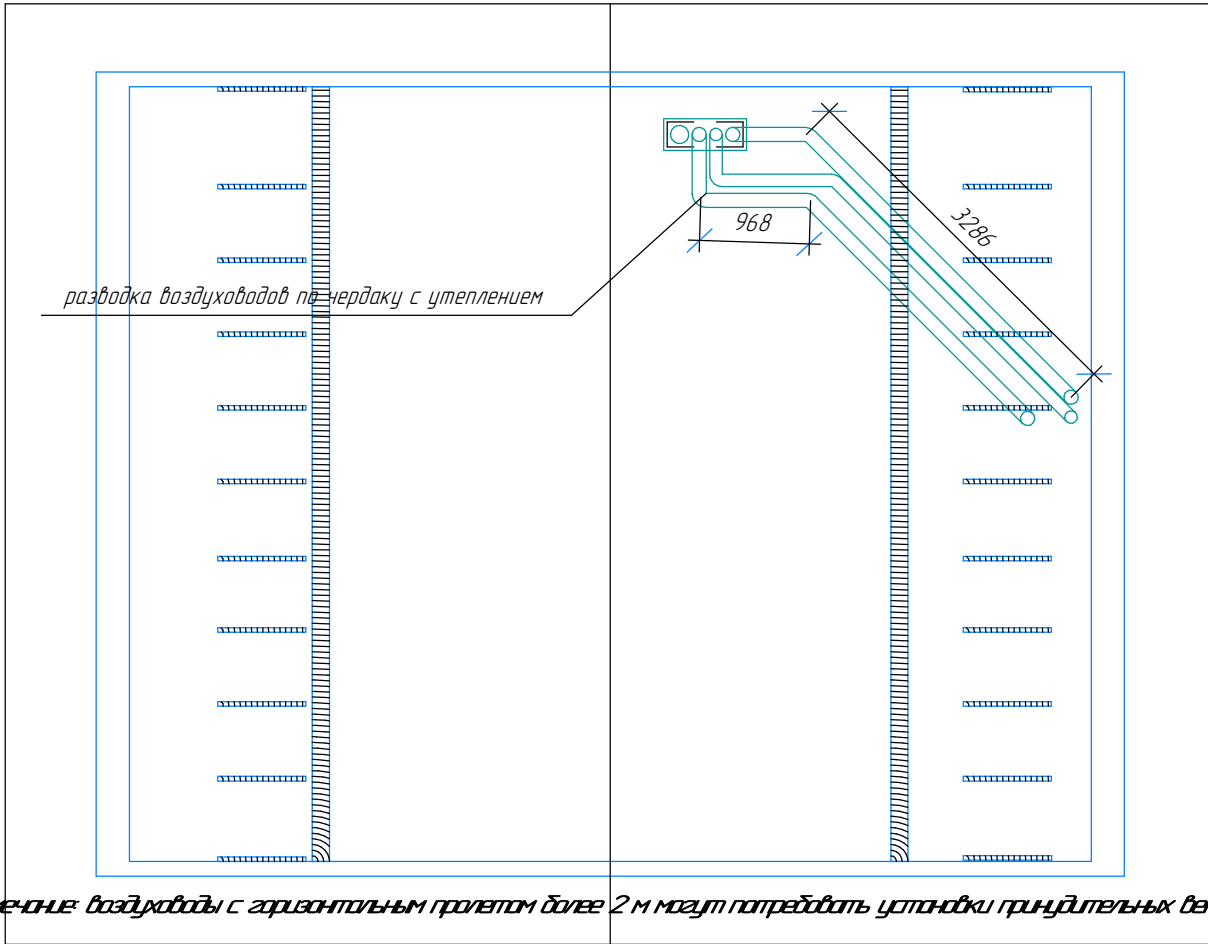 968
3286
разводка воздуховодов по чердаку с утеплением
воздуховоды с горизонтальным пролетом более 2 м могут потребовать установки принудительных